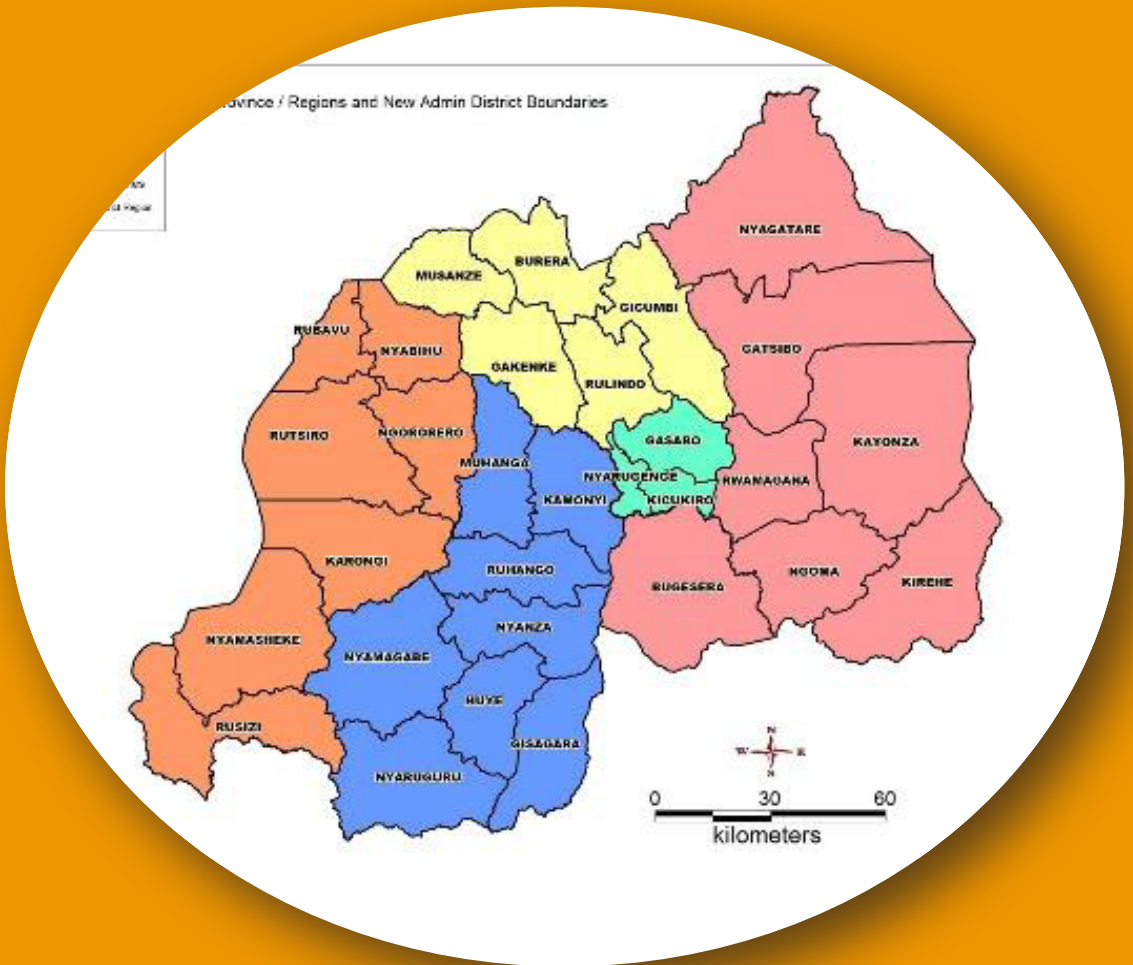 ovince / Regions and New Admin District Boundaries
Region
NYAGATARE
BURERA
MUSANZE
GICUMBI
RUBAVU
NYABIHU
GATSIBO
GAKENKE
RULINDO
RUTSIRO
NGORORERO
GASABO
KAYONZA
MUHANGA
NYARUGENGE
RWAMAGANA
KAMONYI
KICUKIRO
KARONGI
RUHANGO
BUGESERA
NGOMA
KIREHE
NYAMASHEKE
NYANZA
NYAMAGABE
HUYE
RUSIZI
GISAGARA
NYARUGURU
N
W E
S
0 30 60
kilometers